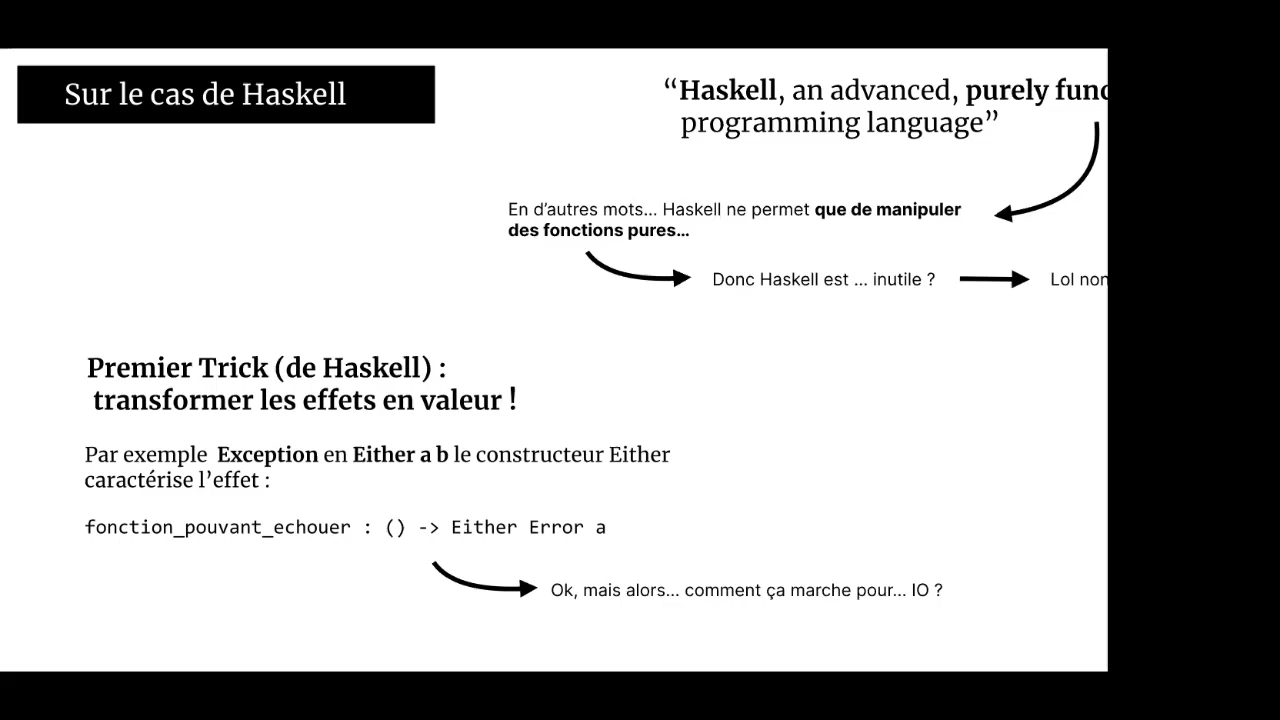 Sur le cas de Haskell
“Haskell, an advanced, purely func
programming language”
En d’autres mots... Haskell ne permet que de manipuler
des fonctions pures...
Donc Haskell est ... inutile ?
Lol non
Premier Trick (de Haskell) :
transformer les effets en valeur !
Par exemple Exception en Either a b le constructeur Either
caractérise l’effet :
fonction_pouvant_echouer : () -> Either Error a
Ok, mais alors... comment ça marche pour... IO ?